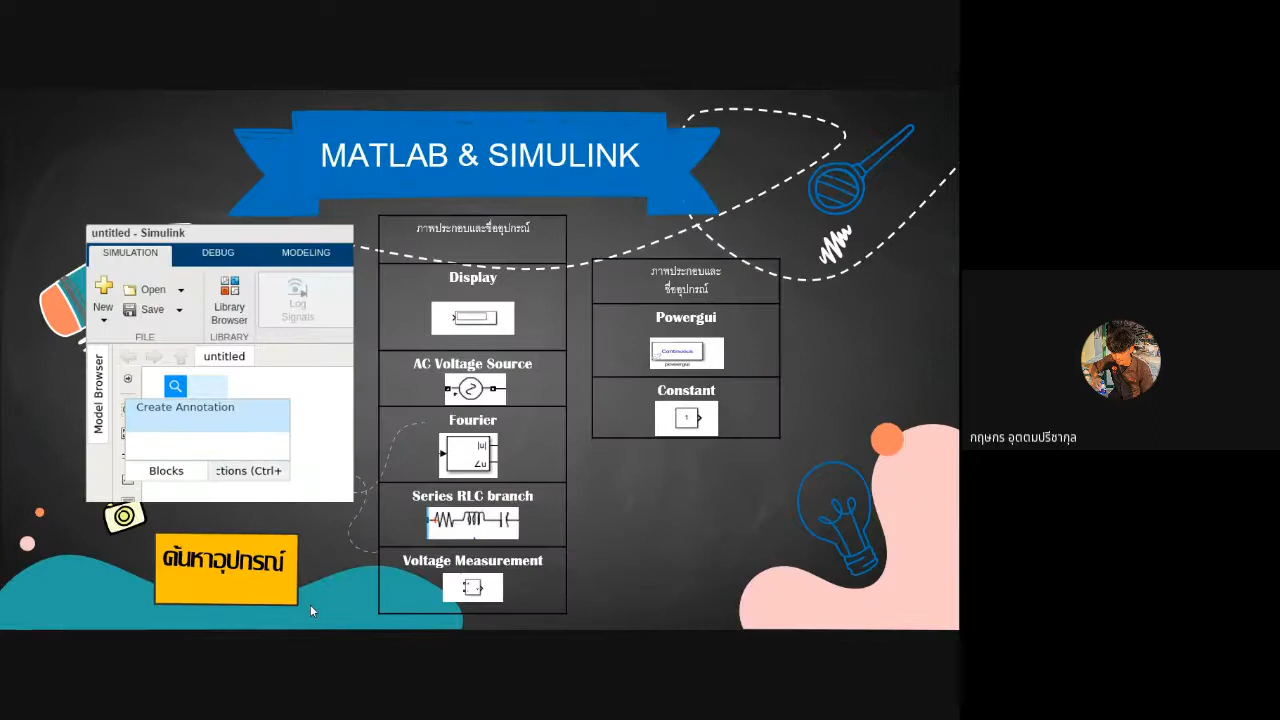 MATLAB & SIMULINK
untitled - Simulink
SIMULATION DEBUG MODELING
New
Open
Save
Library
Browser
Log
Signals
FILE LIBRARY
untitled
Model Browser
Create Annotation
Blocks
ctions (Ctrl+
ค้นหาอุปกรณ์
ภาพประกอบและชื่ออุปกรณ์
Display
AC Voltage Source
Fourier
|u|
∠u
Series RLC branch
Voltage Measurement
ภาพประกอบและ
ชื่ออุปกรณ์
Powergui
Continuous
powergui
Constant
1
กฤษกร อุตตมปรีชากุล